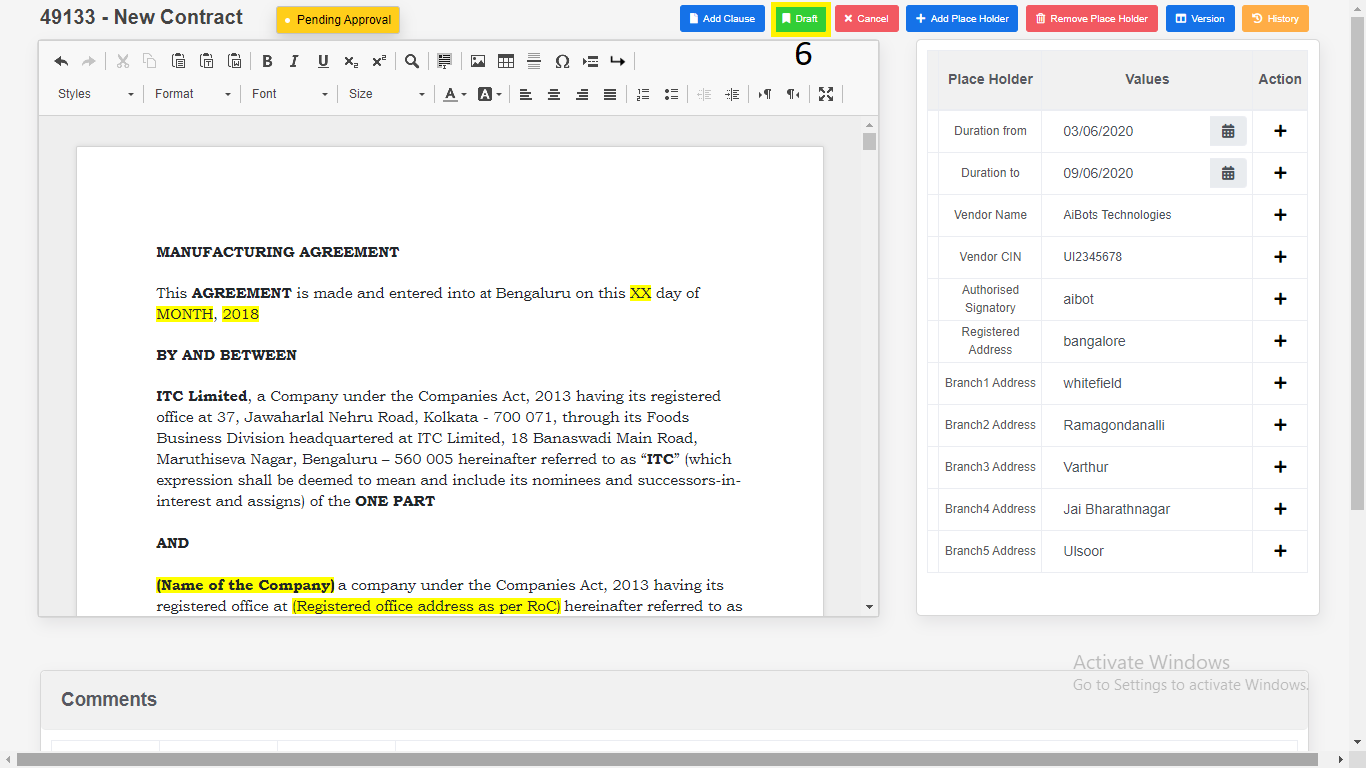 49133 - New Contract
Pending Approval
Add Clause
Draft
Cancel
Add Place Holder
Remove Place Holder
Version
History
6
Styles
Format
Font
Size
MANUFACTURING AGREEMENT
This AGREEMENT is made and entered into at Bengaluru on this XX day of
MONTH, 2018
BY AND BETWEEN
ITC Limited, a Company under the Companies Act, 2013 having its registered
office at 37, Jawaharlal Nehru Road, Kolkata - 700 071, through its Foods
Business Division headquartered at ITC Limited, 18 Banaswadi Main Road,
Maruthiseva Nagar, Bengaluru – 560 005 hereinafter referred to as “ITC” (which
expression shall be deemed to mean and include its nominees and successors-in-
interest and assigns) of the ONE PART
AND
(Name of the Company) a company under the Companies Act, 2013 having its
registered office at (Registered office address as per RoC) hereinafter referred to as
Place Holder Values Action
Duration from 03/06/2020
Duration to 09/06/2020
Vendor Name AiBots Technologies
Vendor CIN UI2345678
Authorised
Signatory aibot
Registered
Address bangalore
Branch1 Address whitefield
Branch2 Address Ramagondanalli
Branch3 Address Varthur
Branch4 Address Jai Bharathnagar
Branch5 Address Ulsoor
Activate Windows
Go to Settings to activate Windows.
Comments